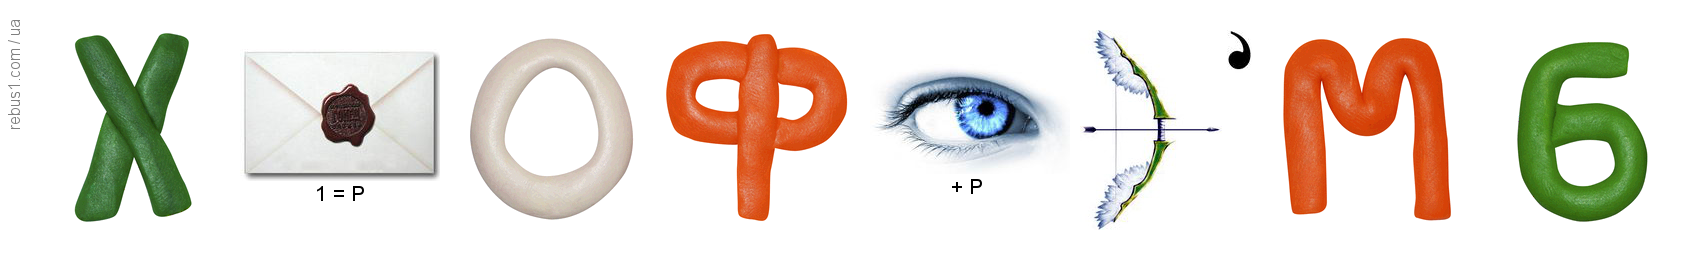 rebus1.com / ua
Х О Ф ’ М б
1 = Р + Р